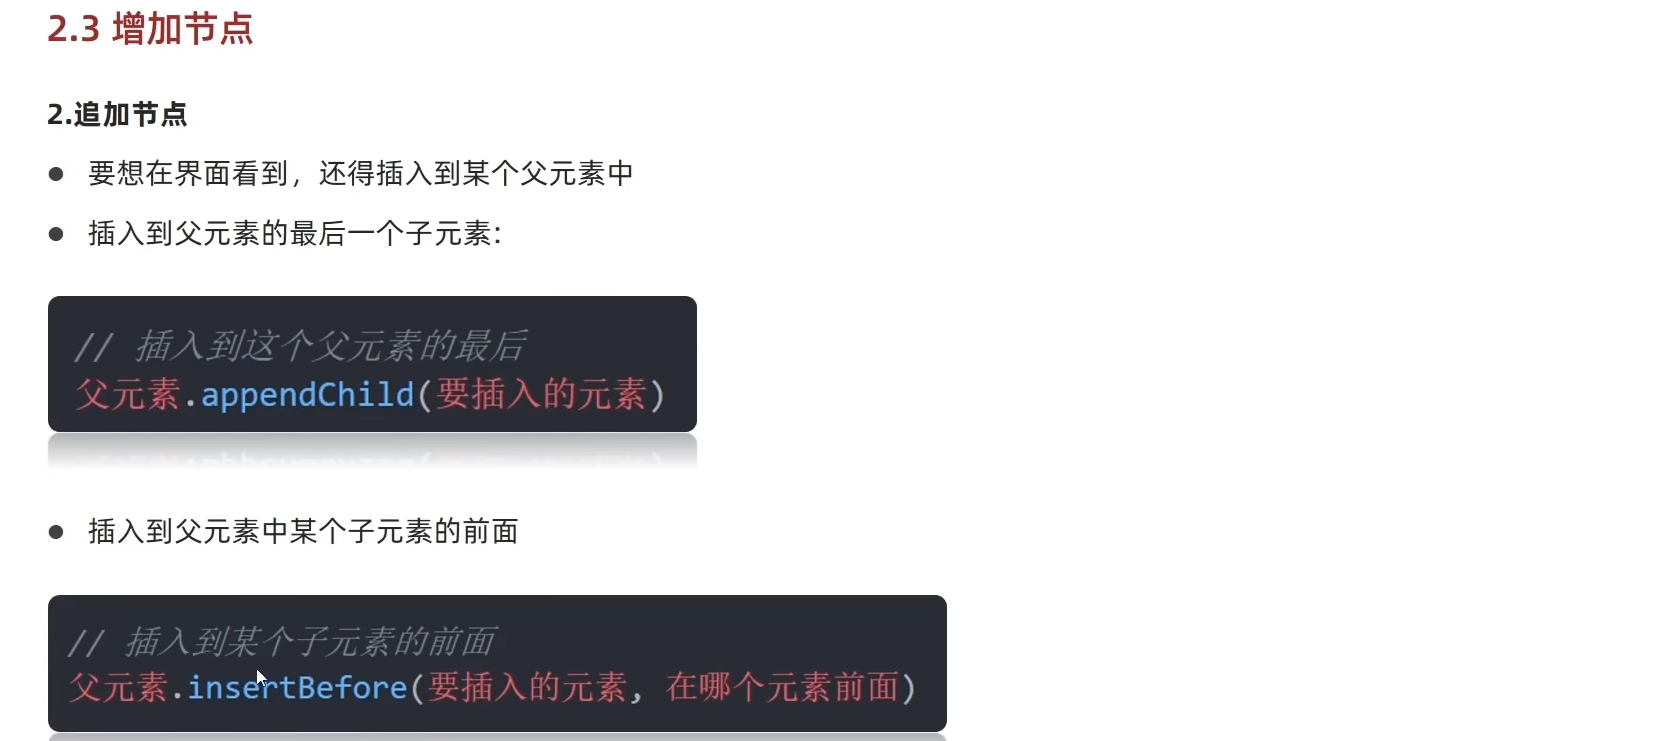 2.3 增加节点
2.追加节点
● 要想在界面看到，还得插入到某个父元素中
● 插入到父元素的最后一个子元素：
// 插入到这个父元素的最后
父元素.appendChild(要插入的元素)
● 插入到父元素中某个子元素的前面
// 插入到某个子元素的前面
父元素.insertBefore(要插入的元素, 在哪个元素前面)